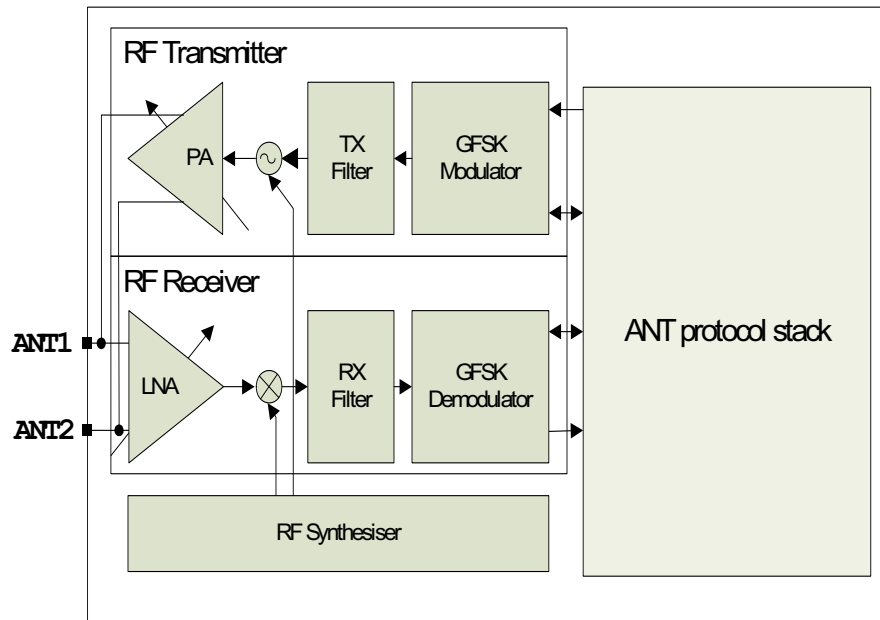 RF Transmitter
PA
TX
Filter
GFSK
Modulator
RF Receiver
ANT1
ANT2
LNA
RX
Filter
GFSK
Demodulator
ANT protocol stack
RF Synthesiser